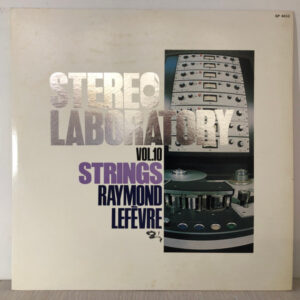 STEREO
LABORATORY
VOL.10
STRINGS
RAYMOND
LEFÈVRE